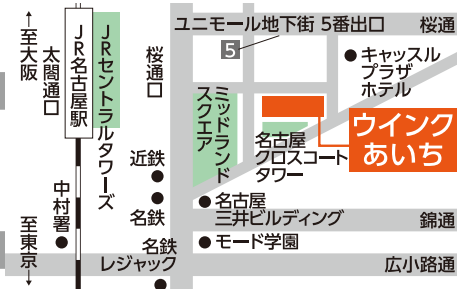 ユニモール地下街 5番出口
桜通
5
↑至大阪
太閤通口
JR名古屋駅
JRセントラルタワーズ
桜通口
キャッスル
プラザ
ホテル
ミッドランド
スクエア
ウインク
あいち
名古屋
クロスコート
タワー
近鉄
名鉄
中村署
名古屋
三井ビルディング
錦通
至東京↓
名鉄
レジャック
モード学園
広小路通